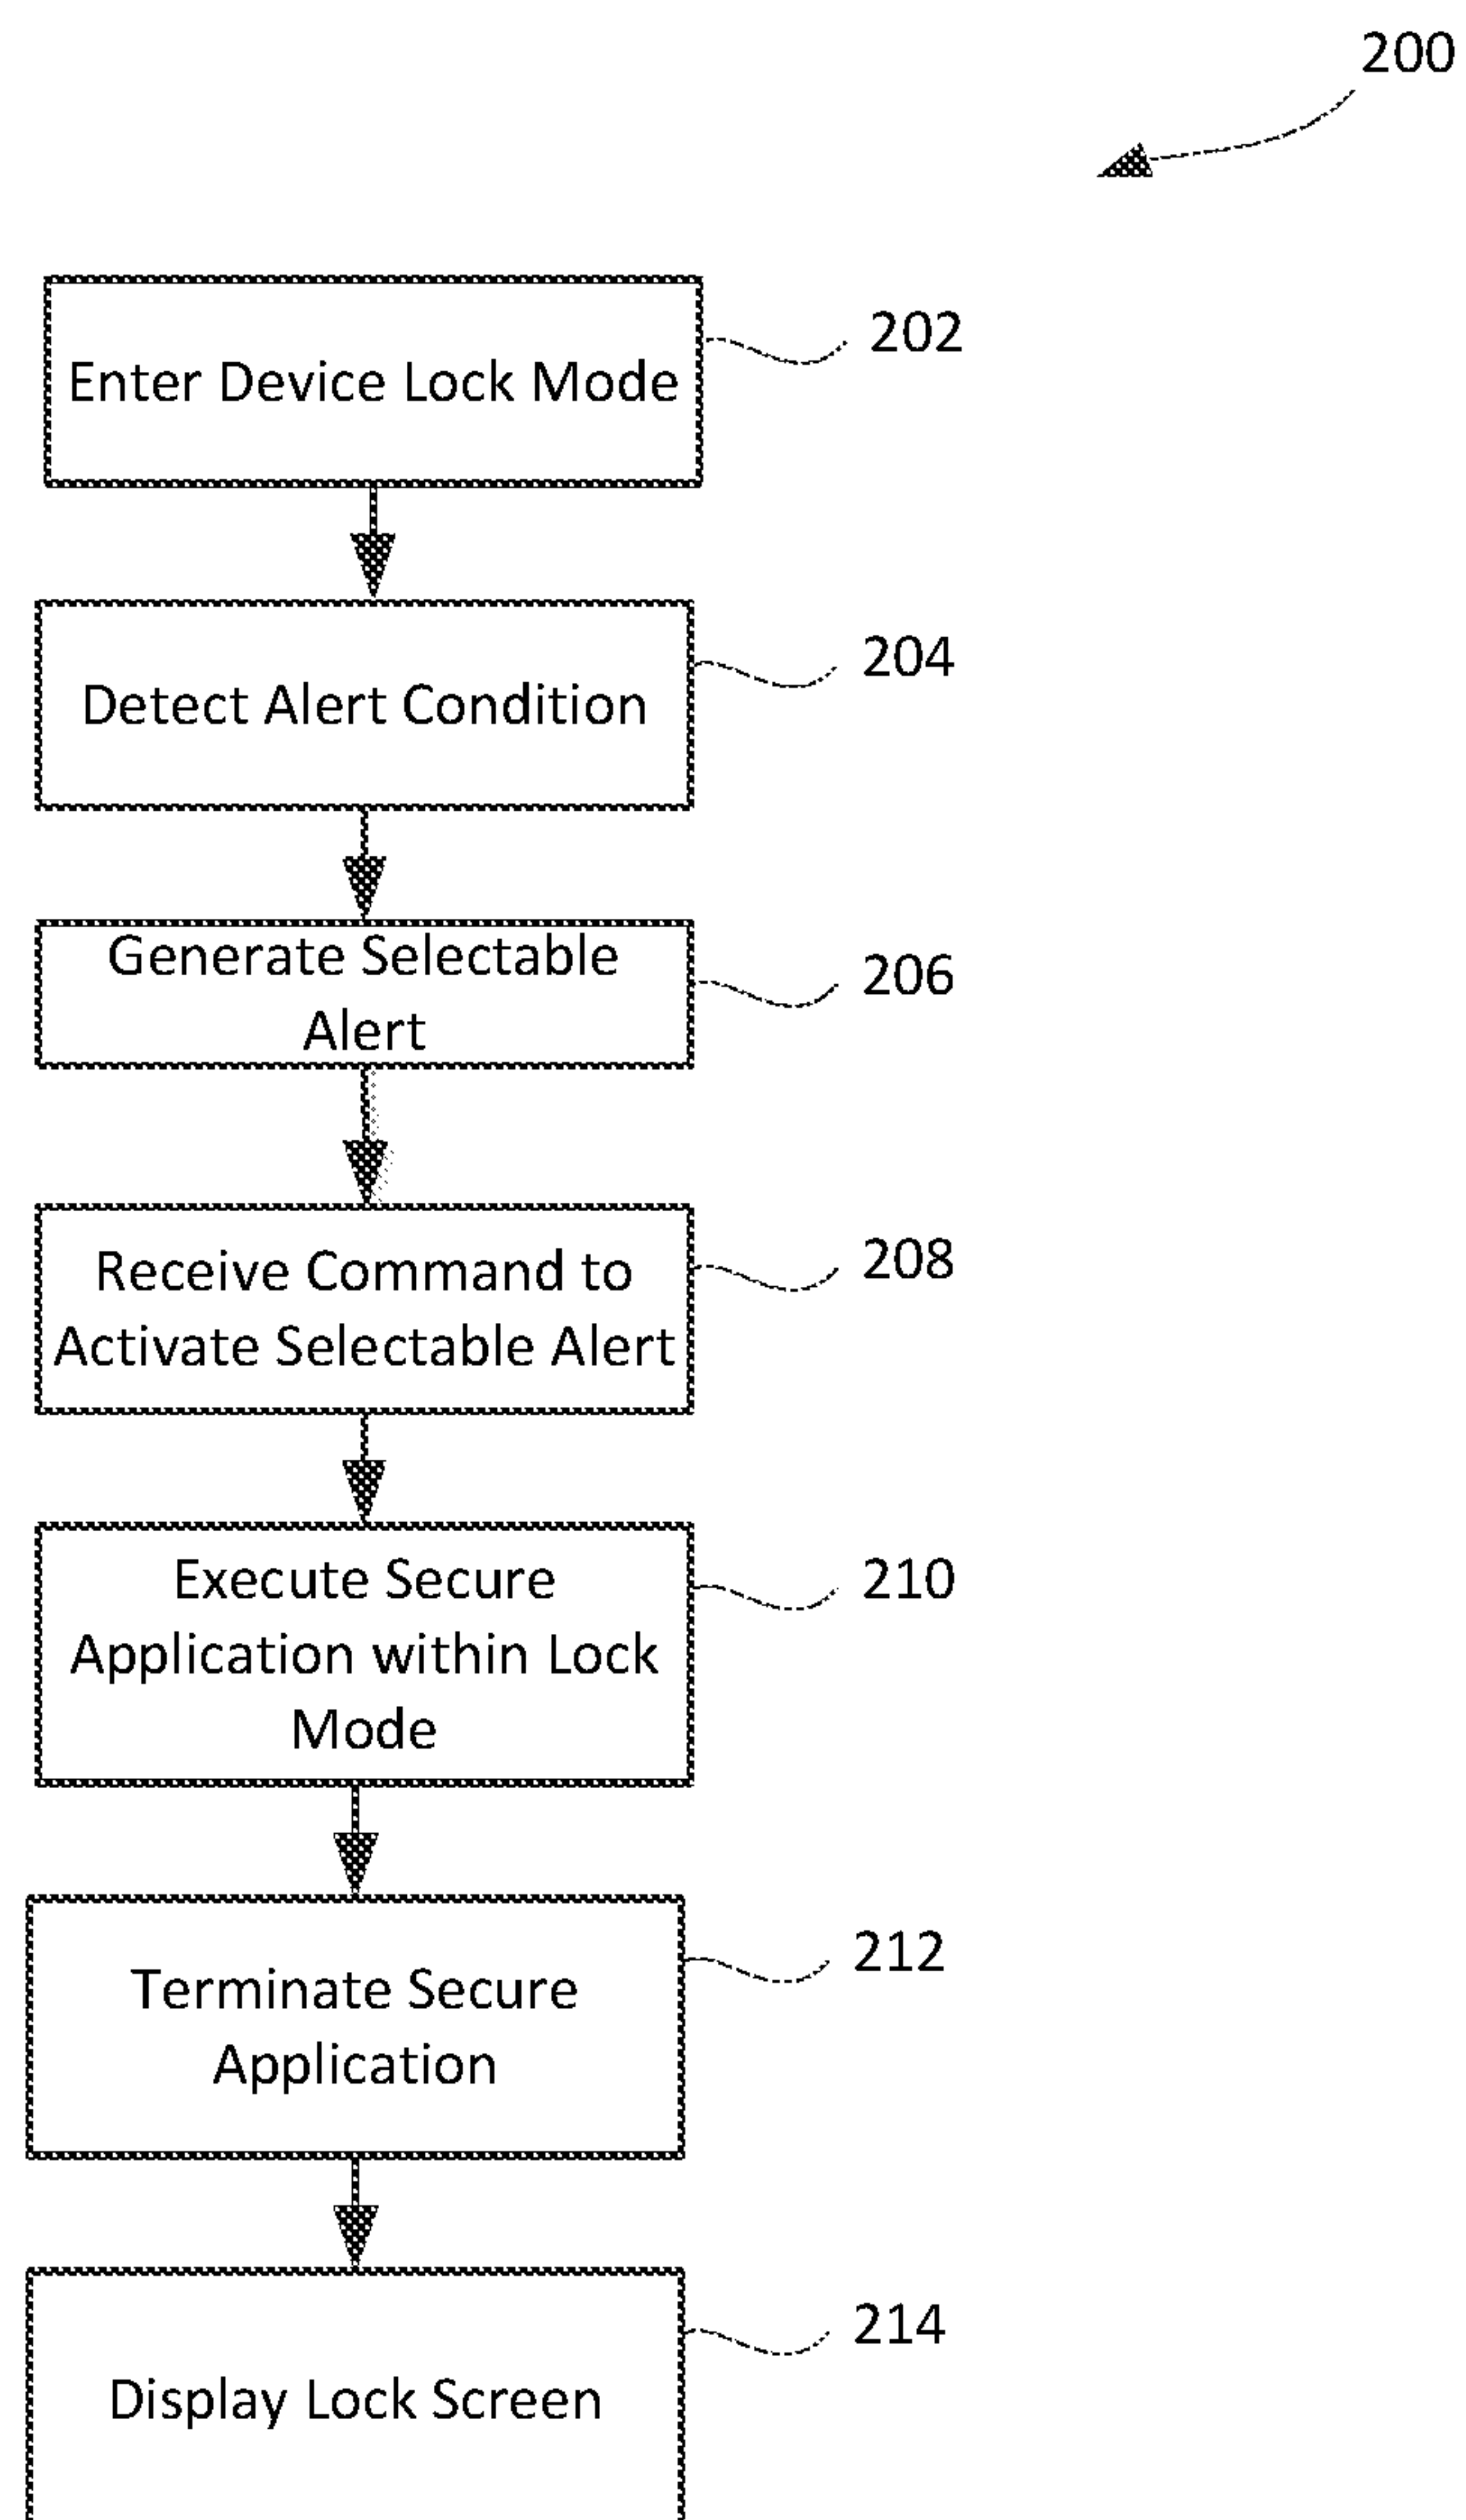 200
Enter Device Lock Mode
202
Detect Alert Condition
204
Generate Selectable
Alert
206
Receive Command to
Activate Selectable Alert
208
Execute Secure
Application within Lock
Mode
210
Terminate Secure
Application
212
Display Lock Screen
214